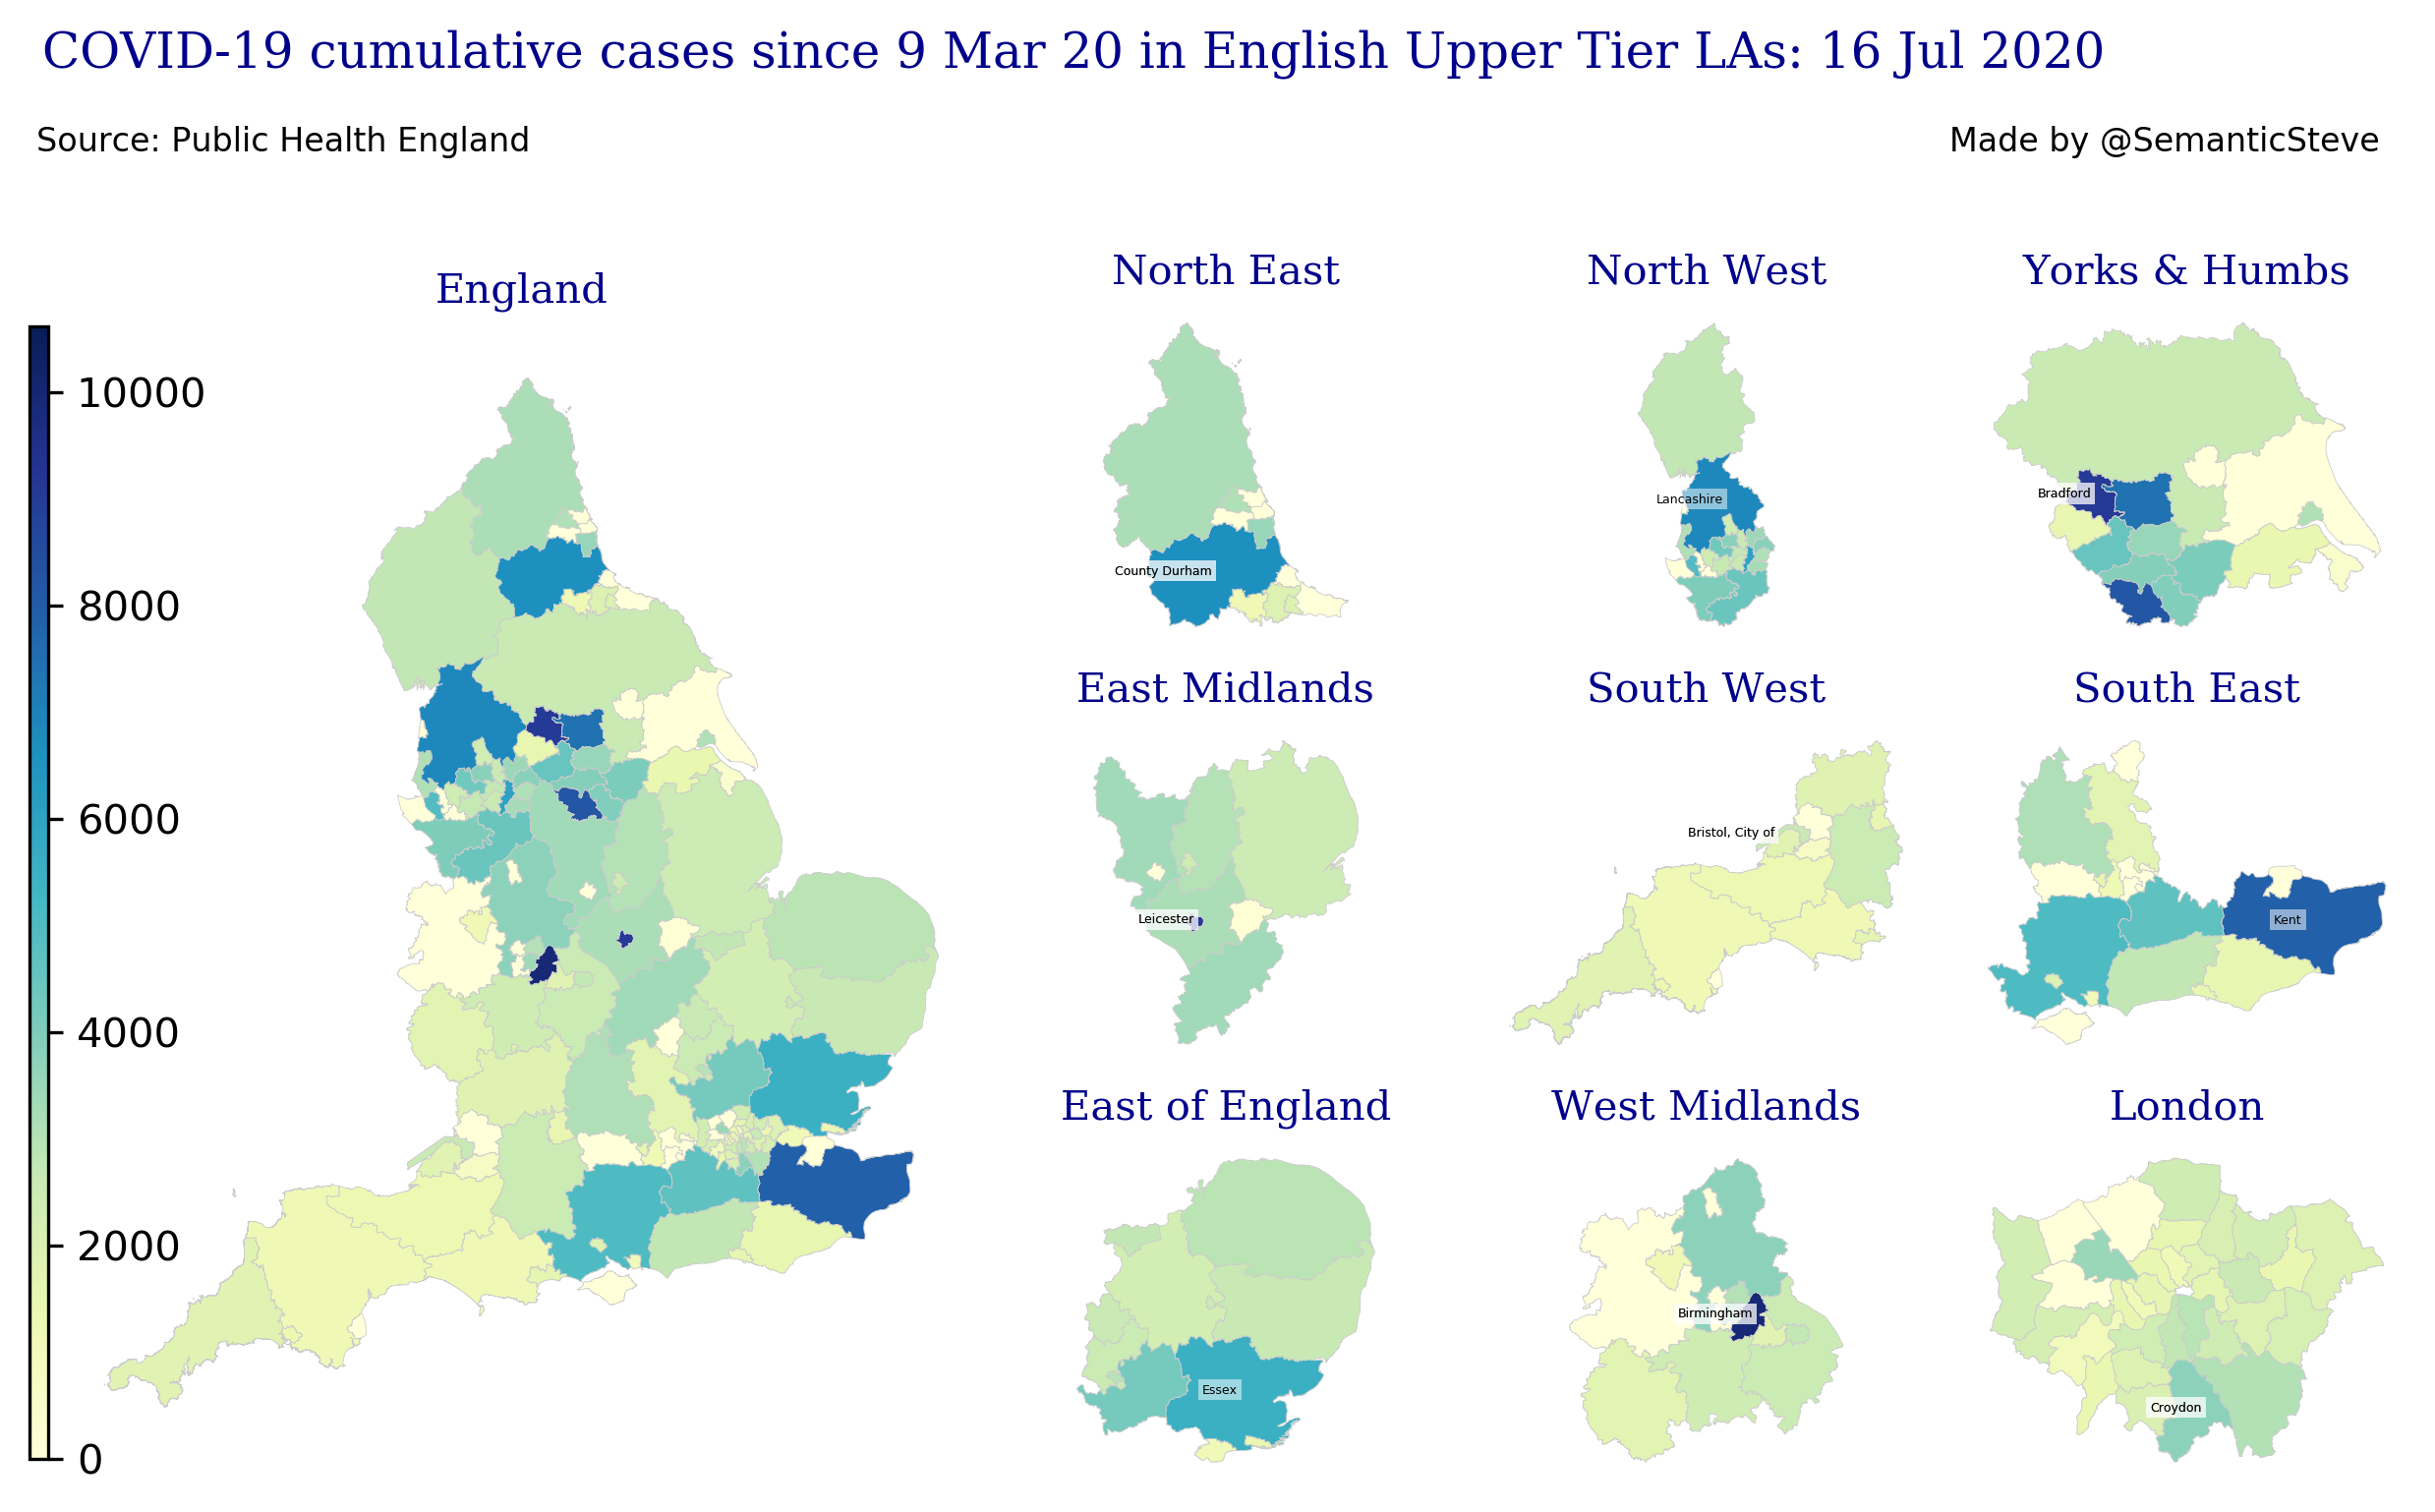 COVID-19 cumulative cases since 9 Mar 20 in English Upper Tier LAs: 16 Jul 2020
Source: Public Health England
Made by @SemanticSteve
England
10000
8000
6000
4000
2000
0
North East
County Durham
North West
Lancashire
Yorks & Humbs
Bradford
East Midlands
Leicester
South West
Bristol, City of
South East
Kent
East of England
Essex
West Midlands
Birmingham
London
Croydon